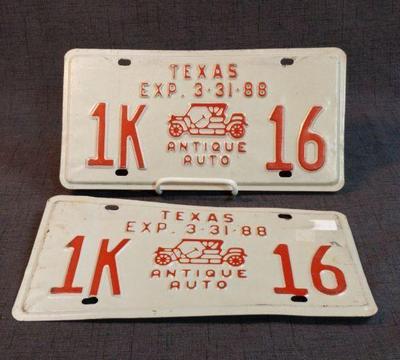 TEXAS
EXP. 3-31-88
1K 16
ANTIQUE
AUTO
TEXAS
EXP. 3-31-88
1K 16
ANTIQUE
AUTO